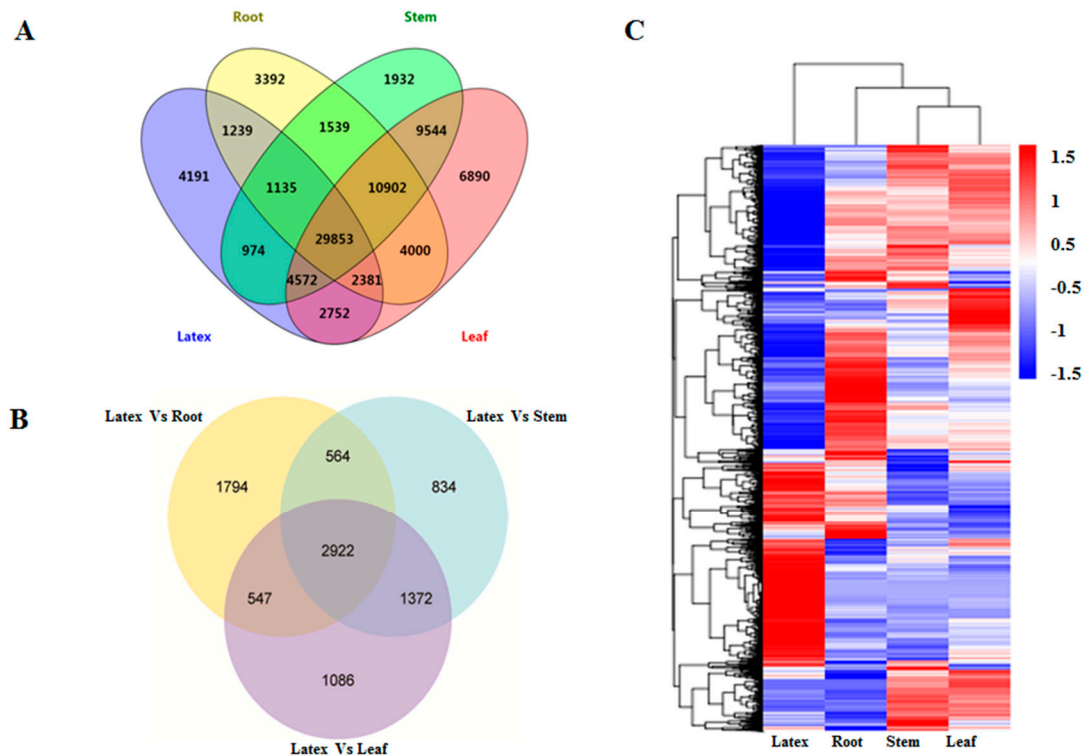 A
Root
Stem
3392
1932
1239
1539
9544
4191
1135
10902
6890
974
29853
4000
4572
2381
2752
Latex
Leaf
B
Latex Vs Root
Latex Vs Stem
564
1794
834
2922
547
1372
1086
Latex Vs Leaf
C
1.5
1
0.5
-0.5
-1
-1.5
Latex Root Stem Leaf